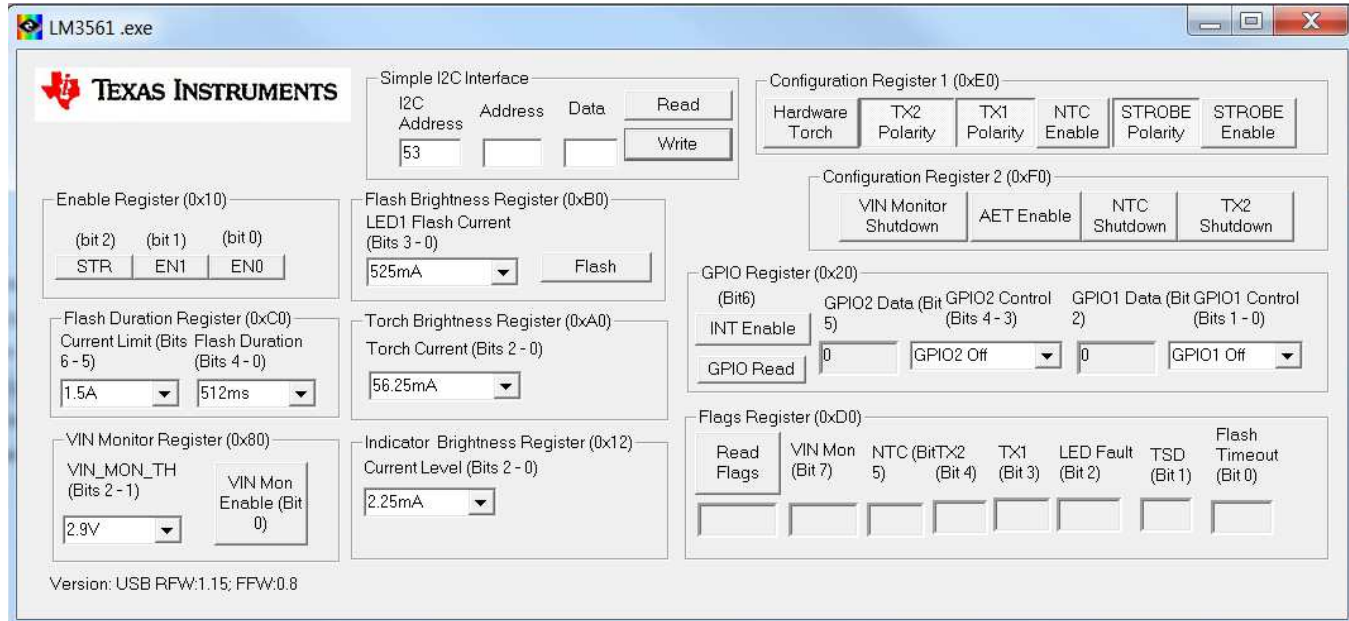 LM3561 .exe
TEXAS INSTRUMENTS
Simple I2C Interface
I2C Address
Address
Data
53
Read
Write
Configuration Register 1 (0xE0)
Hardware Torch
TX2 Polarity
TX1 Polarity
NTC Enable
STROBE Polarity
STROBE Enable
Configuration Register 2 (0xF0)
VIN Monitor Shutdown
AET Enable
NTC Shutdown
TX2 Shutdown
Enable Register (0x10)
(bit 2) (bit 1) (bit 0)
STR EN1 EN0
Flash Brightness Register (0xB0)
LED1 Flash Current
(Bits 3 - 0)
525mA
Flash
GPIO Register (0x20)
(Bit6)
INT Enable
GPIO Read
GPIO2 Data (Bit 5)
0
GPIO2 Control (Bits 4 - 3)
GPIO2 Off
GPIO1 Data (Bit 2)
0
GPIO1 Control (Bits 1 - 0)
GPIO1 Off
Flash Duration Register (0xC0)
Current Limit (Bits 6 - 5)
1.5A
Flash Duration (Bits 4 - 0)
512ms
Torch Brightness Register (0xA0)
Torch Current (Bits 2 - 0)
56.25mA
VIN Monitor Register (0x80)
VIN_MON_TH
(Bits 2 - 1)
2.9V
VIN Mon Enable (Bit 0)
Indicator Brightness Register (0x12)
Current Level (Bits 2 - 0)
2.25mA
Flags Register (0xD0)
Read Flags
VIN Mon (Bit 7)
NTC (Bit 5)
TX2 (Bit 4)
TX1 (Bit 3)
LED Fault (Bit 2)
TSD (Bit 1)
Flash Timeout (Bit 0)
Version: USB RFW:1.15; FFW:0.8